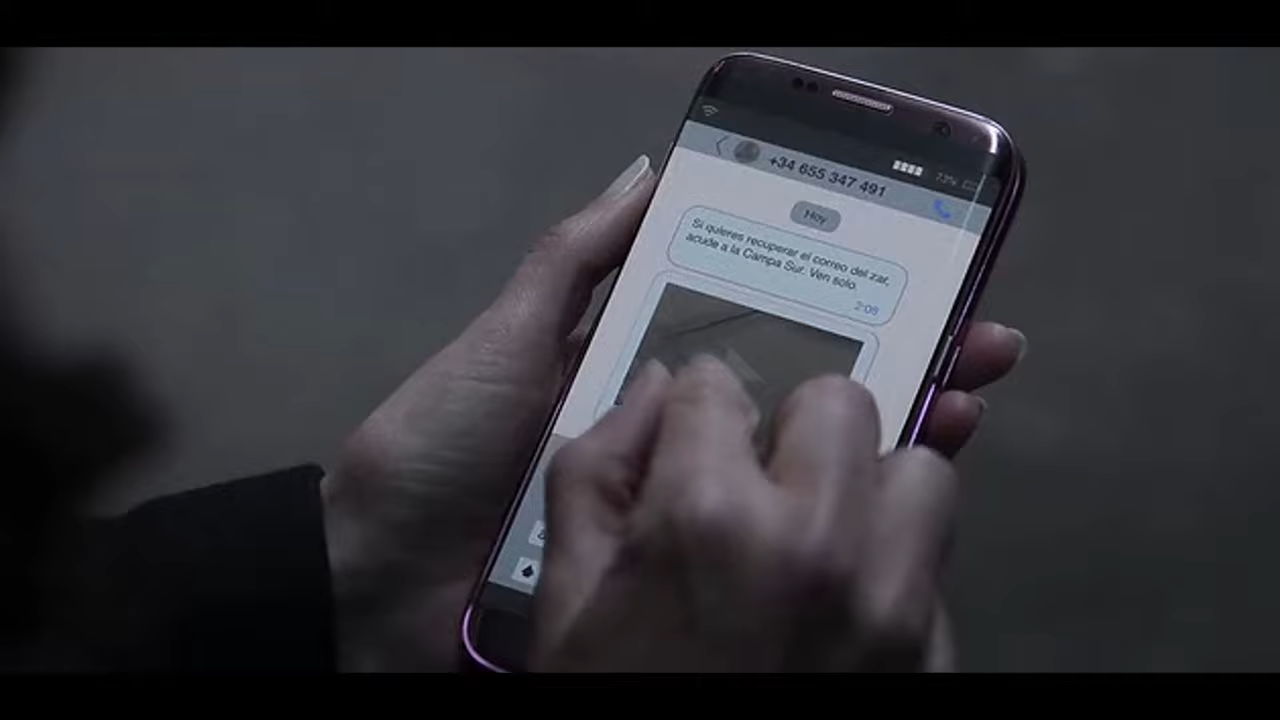 73%
+34 655 347 491
Hoy
Si quieres recuperar el correo del zar,
acude a la Campa Sur. Ven solo.
2:08